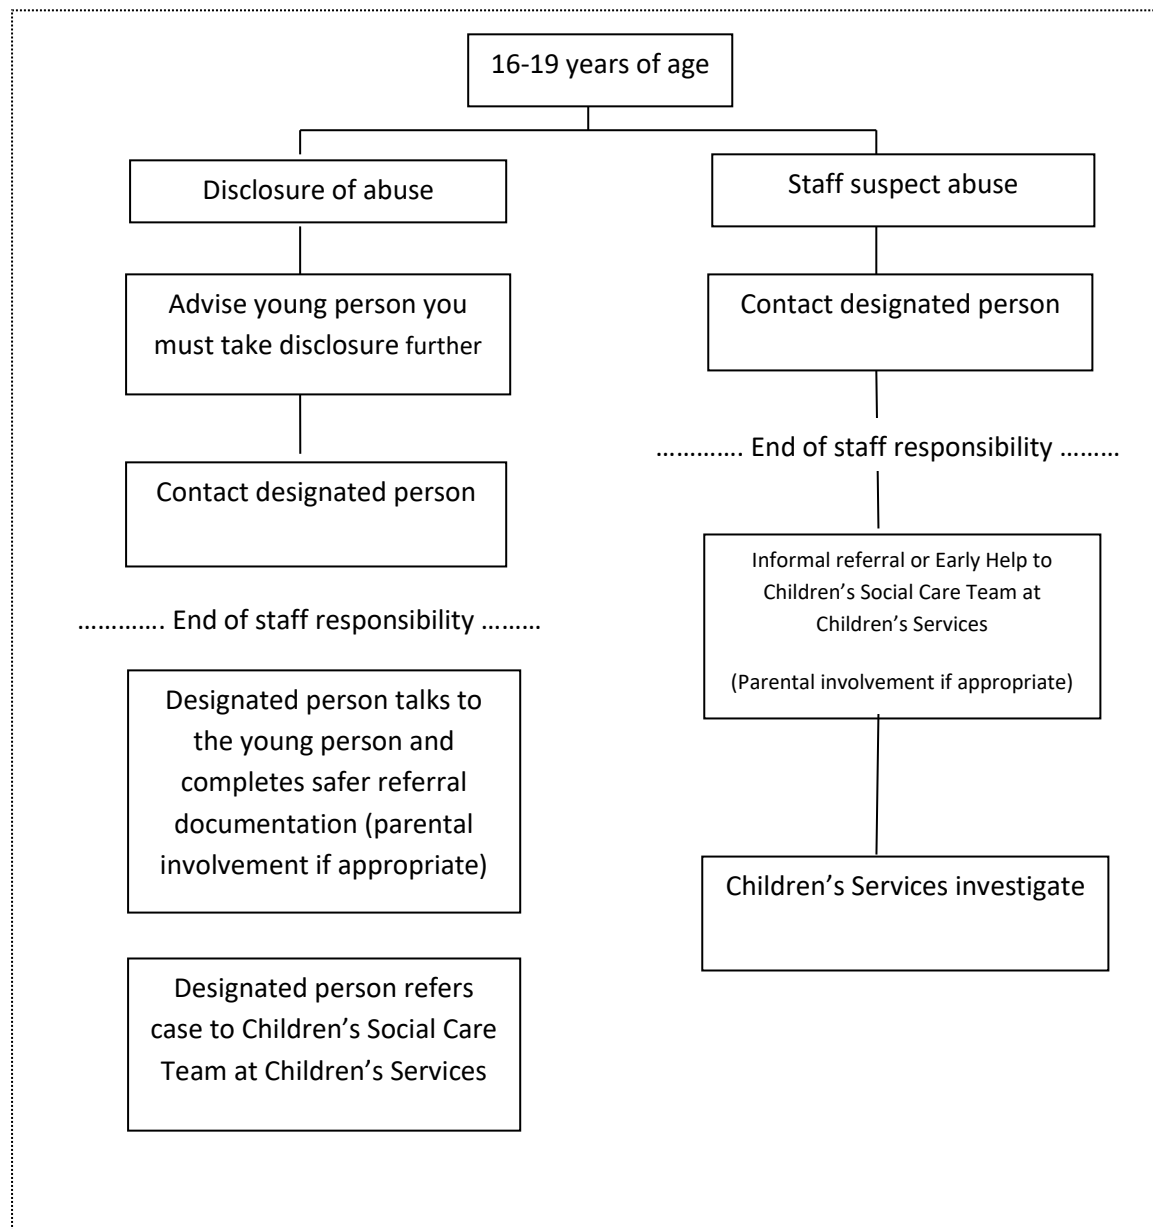 16-19 years of age
Disclosure of abuse
Advise young person you
must take disclosure further
Contact designated person
…………. End of staff responsibility ………
Designated person talks to
the young person and
completes safer referral
documentation (parental
involvement if appropriate)
Designated person refers
case to Children’s Social Care
Team at Children’s Services
Staff suspect abuse
Contact designated person
…………. End of staff responsibility ………
Informal referral or Early Help to
Children’s Social Care Team at
Children’s Services
(Parental involvement if appropriate)
Children’s Services investigate